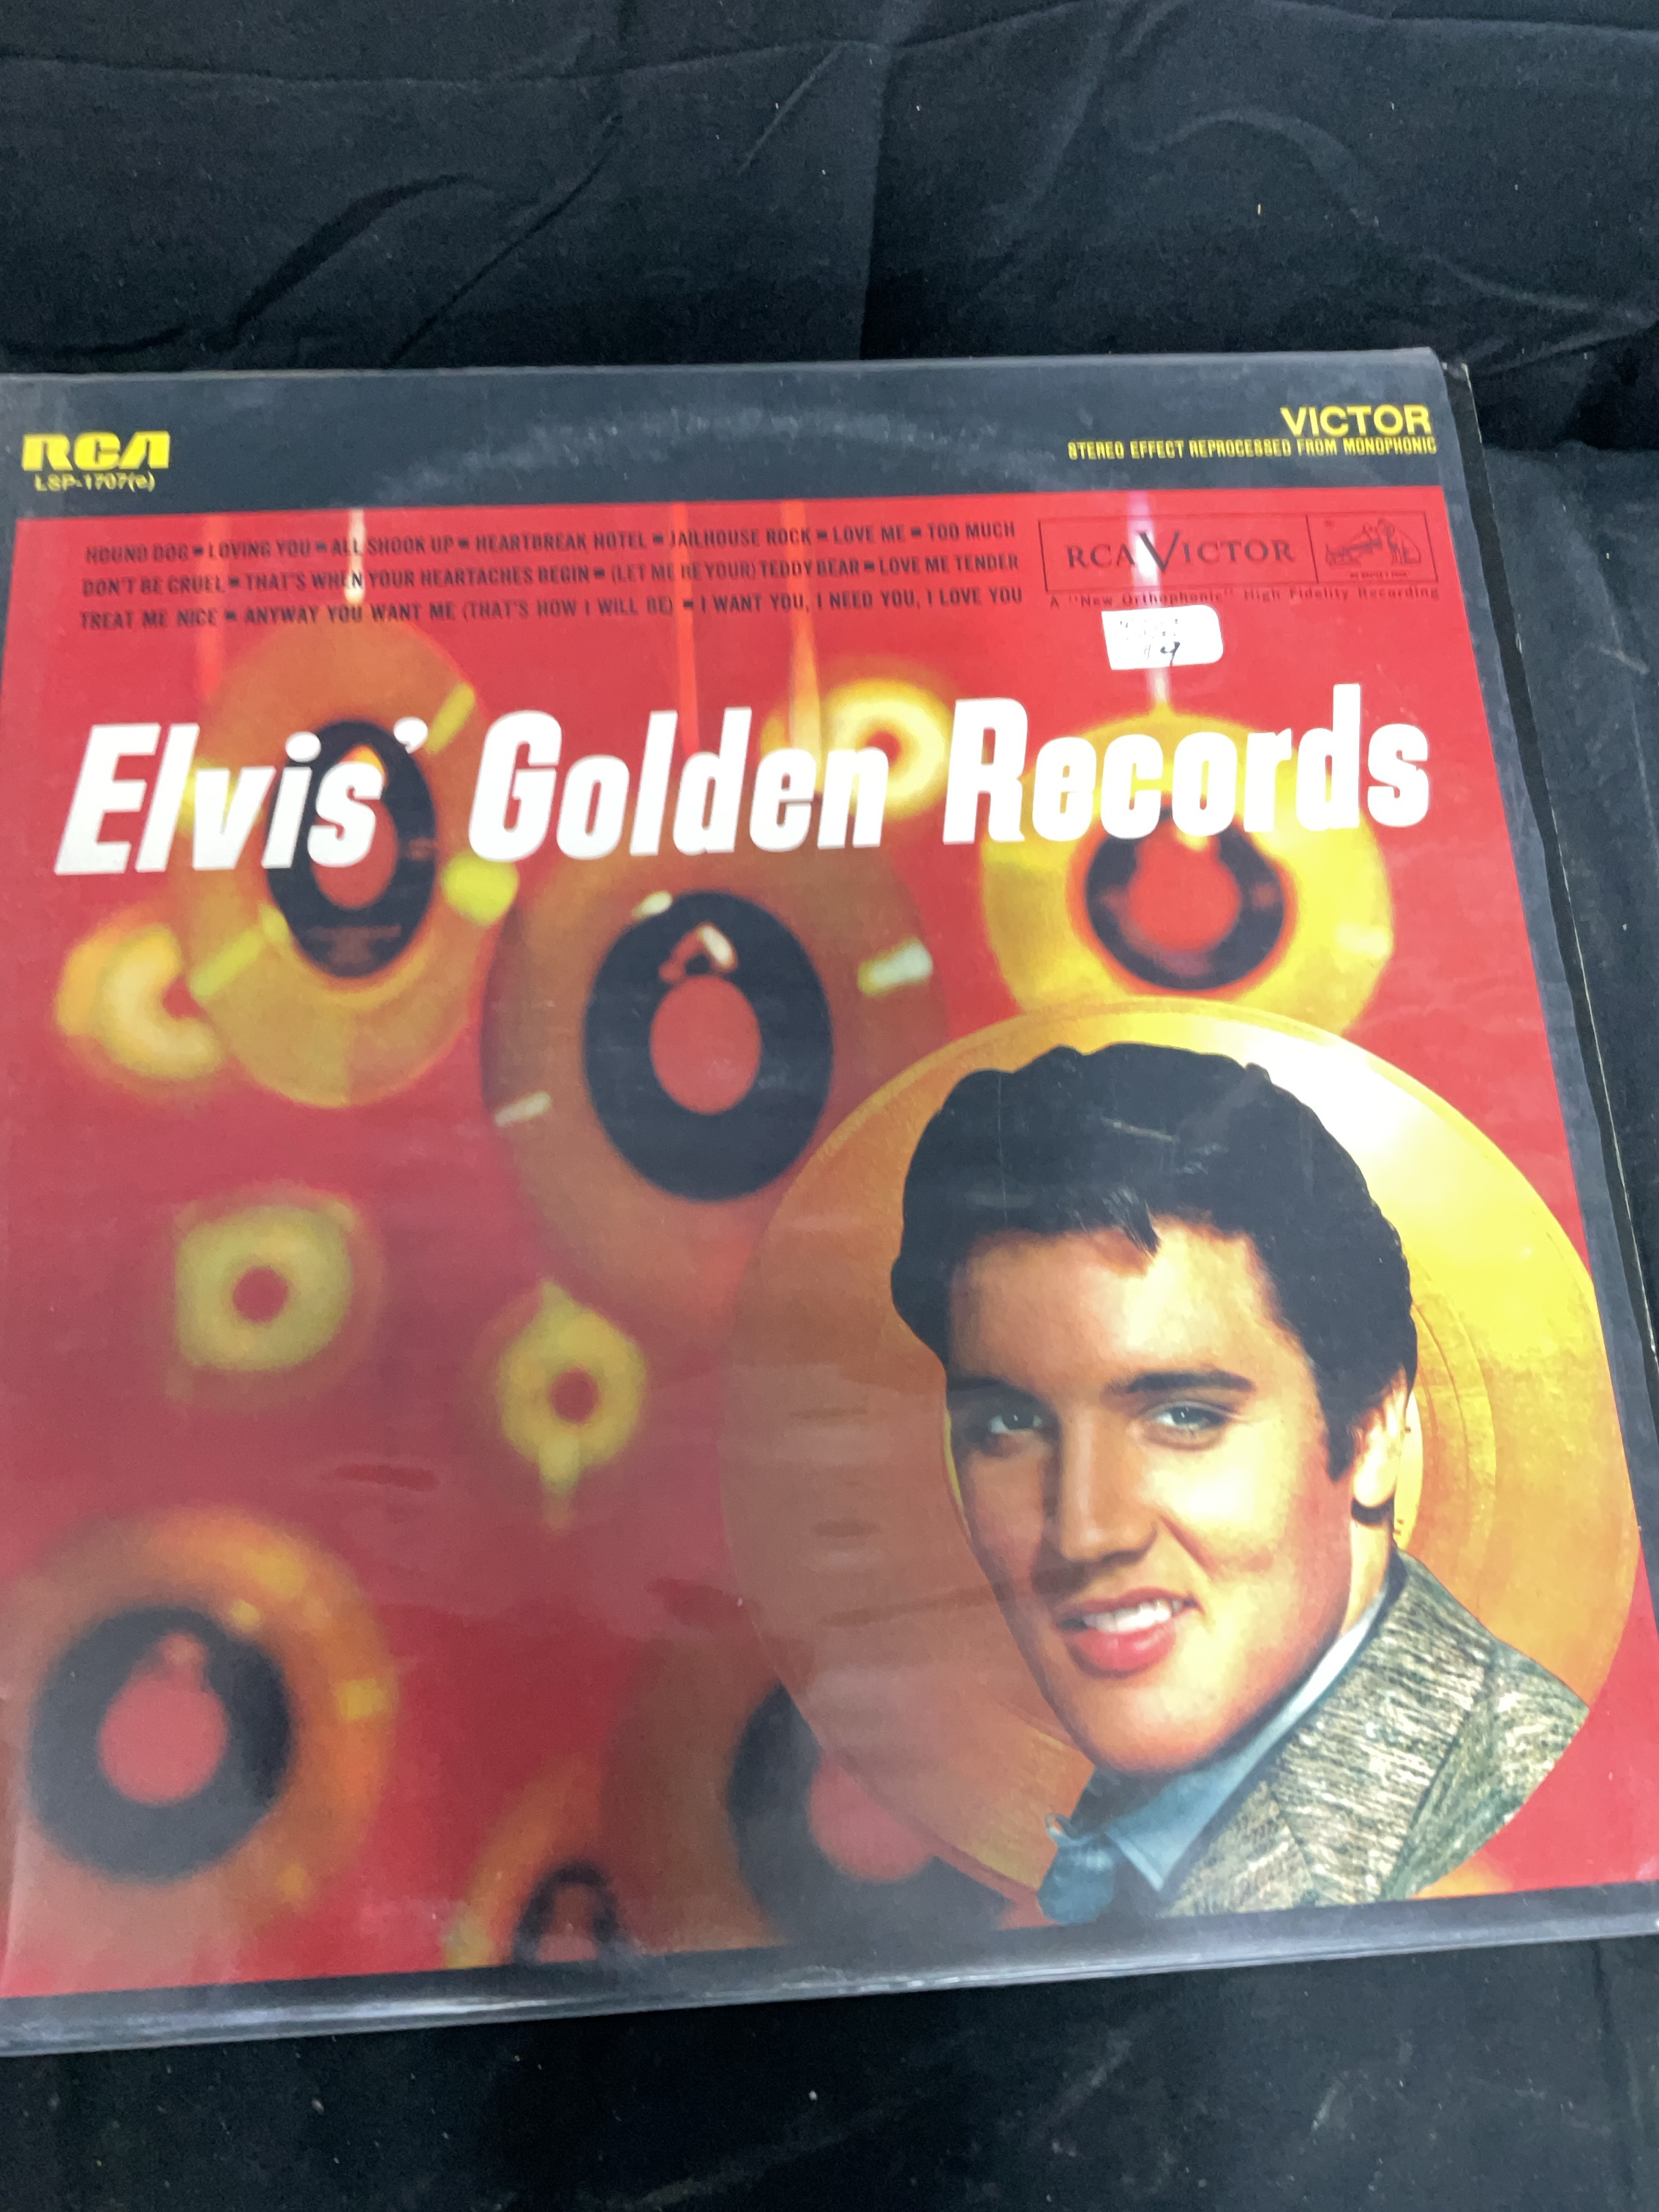 RCA
LSP-1707(e)
VICTOR
STEREO EFFECT REPROCESSED FROM MONOPHONIC
HOUND DOG ▪ LOVING YOU ▪ ALL SHOOK UP ▪ HEARTBREAK HOTEL ▪ JAILHOUSE ROCK ▪ LOVE ME ▪ TOO MUCH
DON'T BE CRUEL ▪ THAT'S WHEN YOUR HEARTACHES BEGIN ▪ (LET ME BE YOUR) TEDDY BEAR ▪ LOVE ME TENDER
TREAT ME NICE ▪ ANYWAY YOU WANT ME (THAT'S HOW I WILL BE) ▪ I WANT YOU, I NEED YOU, I LOVE YOU
RCA VICTOR
A "New Orthophonic" High Fidelity Recording
Elvis' Golden Records